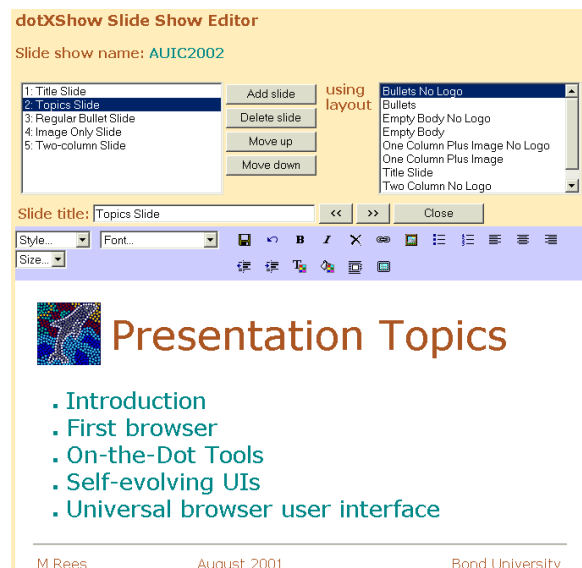 dotXShow Slide Show Editor
Slide show name: AUIC2002
1: Title Slide
2: Topics Slide
3: Regular Bullet Slide
4: Image Only Slide
5: Two-column Slide
Add slide
Delete slide
Move up
Move down
using
layout
Bullets No Logo
Bullets
Empty Body No Logo
Empty Body
One Column Plus Image No Logo
One Column Plus Image
Title Slide
Two Column No Logo
Slide title: Topics Slide << >> Close
Style... Font... B I
Size...
Presentation Topics
Introduction
First browser
On-the-Dot Tools
Self-evolving UIs
Universal browser user interface
M Rees August 2001 Bond University